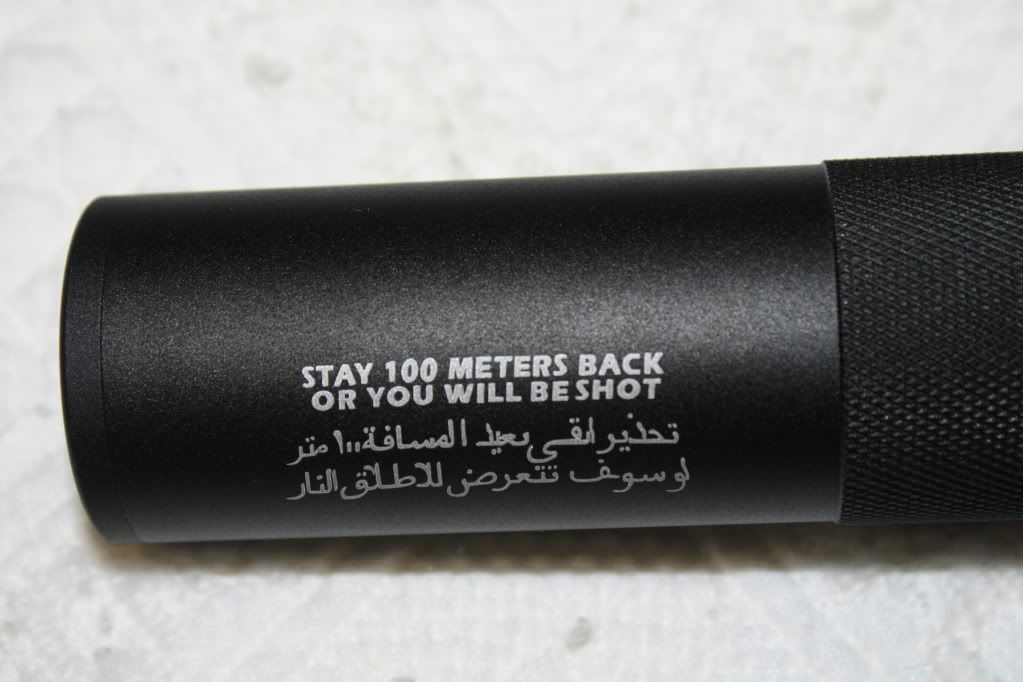 STAY 100 METERS BACK
OR YOU WILL BE SHOT
تحذير ابقى بعيد المسافة ١٠٠ متر
او سوف تتعرض للاطلاق النار